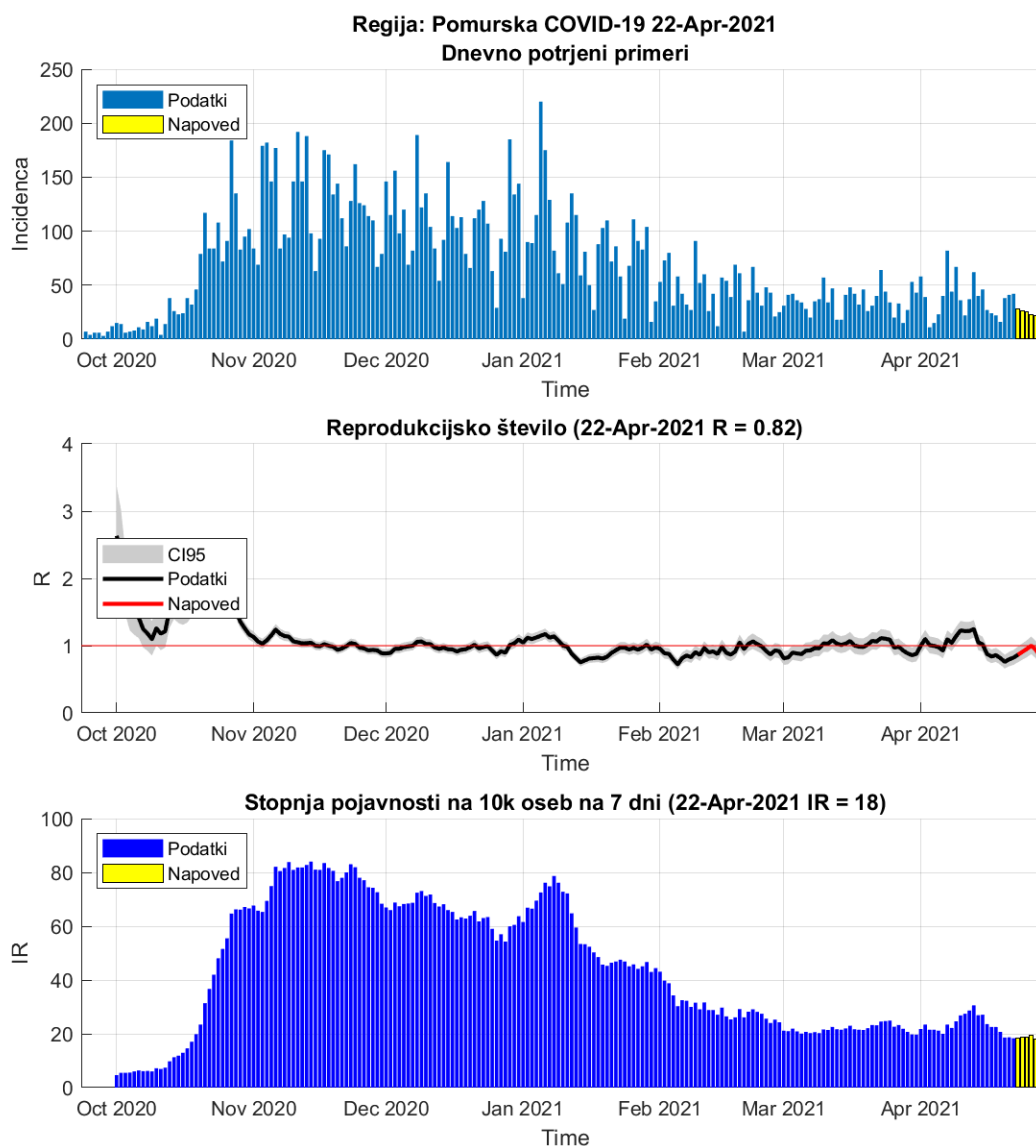 Regija: Pomurska COVID-19 22-Apr-2021
Dnevno potrjeni primeri
250
200
150
100
50
0
Incidenca
Podatki
Napoved
Oct 2020 Nov 2020 Dec 2020 Jan 2021 Feb 2021 Mar 2021 Apr 2021
Time
Reprodukcijsko število (22-Apr-2021 R = 0.82)
4
3
2
1
0
R
CI95
Podatki
Napoved
Oct 2020 Nov 2020 Dec 2020 Jan 2021 Feb 2021 Mar 2021 Apr 2021
Time
Stopnja pojavnosti na 10k oseb na 7 dni (22-Apr-2021 IR = 18)
100
80
60
40
20
0
IR
Podatki
Napoved
Oct 2020 Nov 2020 Dec 2020 Jan 2021 Feb 2021 Mar 2021 Apr 2021
Time